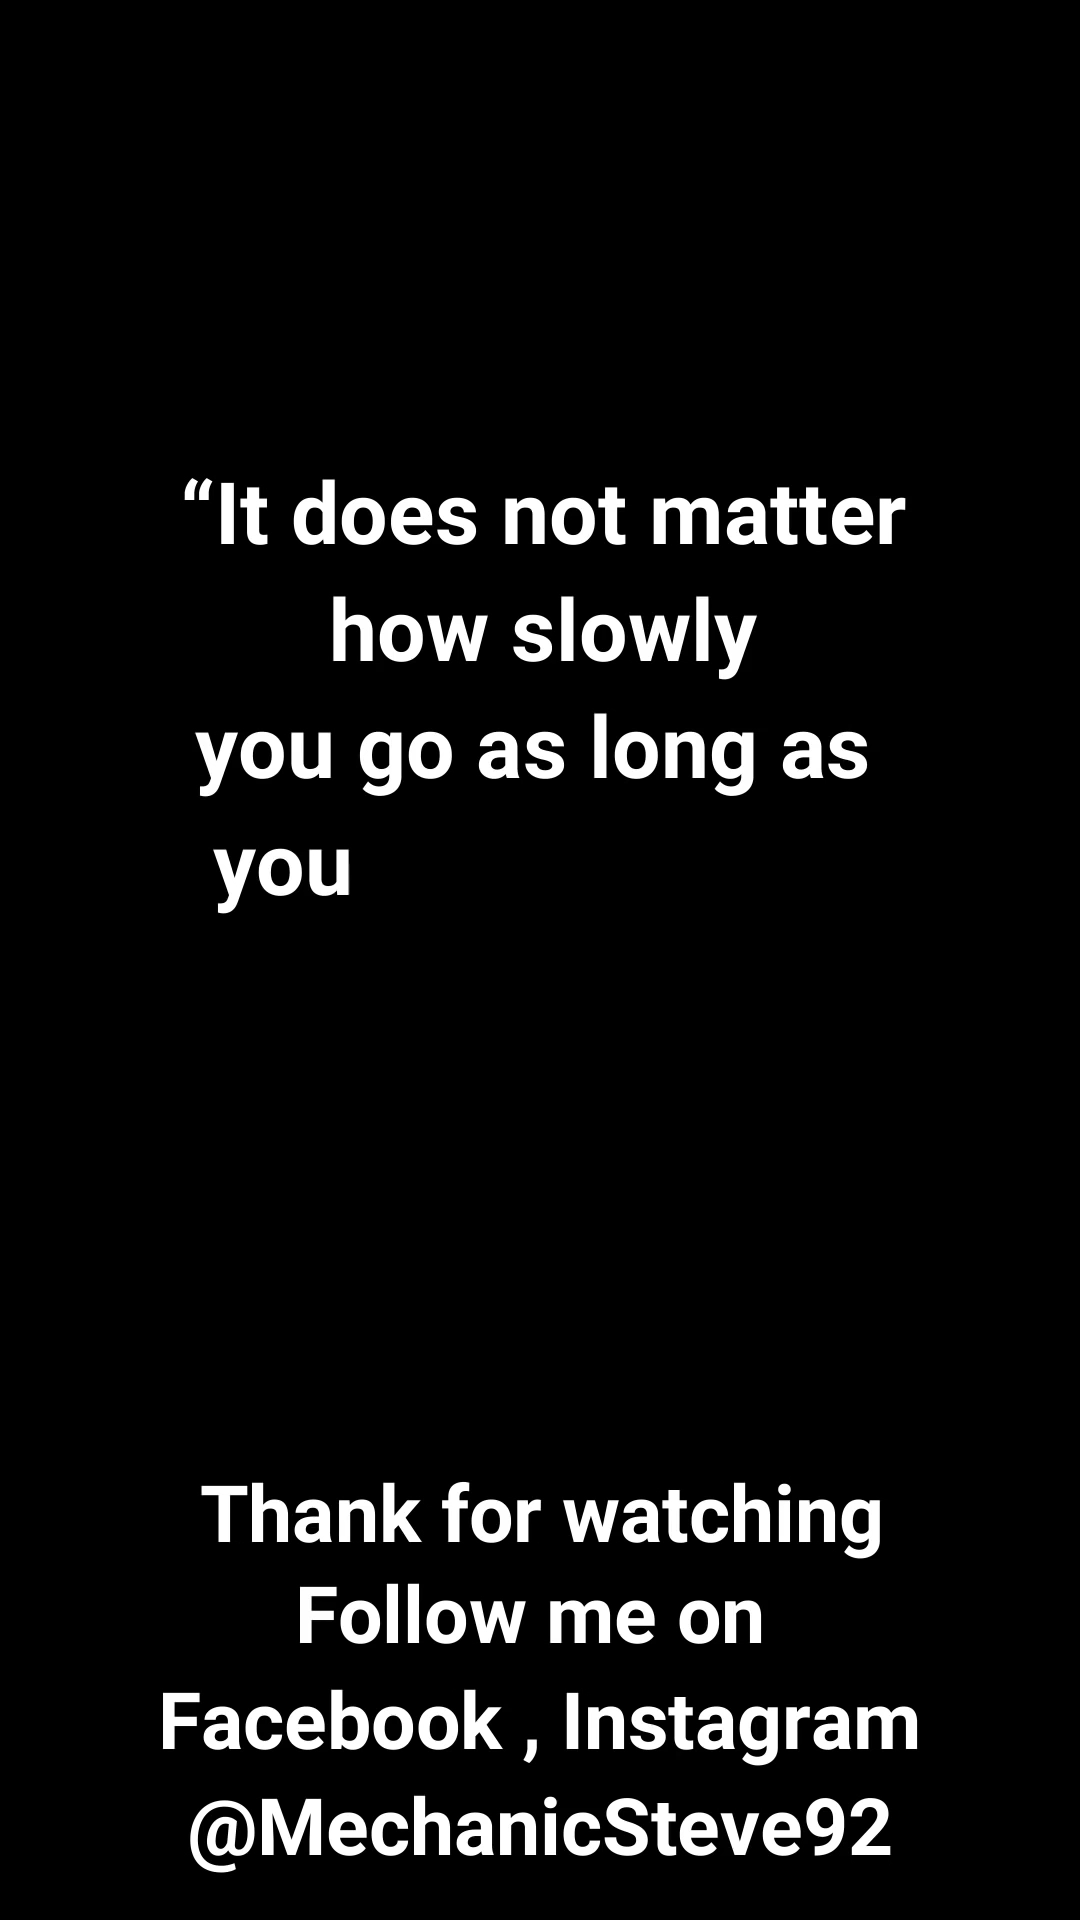 “It does not matter
how slowly
you go as long as
you
Thank for watching
Follow me on
Facebook , Instagram
@MechanicSteve92